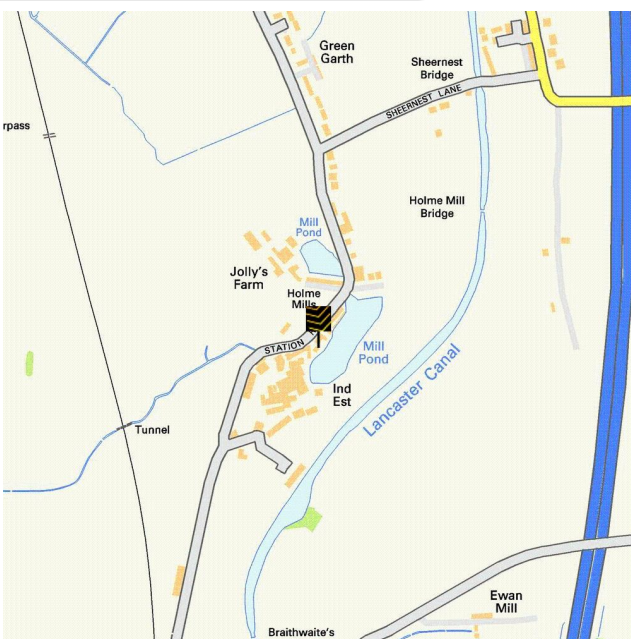 Green
Garth
Sheernest
Bridge
SHEERNEST LANE
rpass
Holme Mill
Bridge
Mill
Pond
Jolly's
Farm
Holme
Mills
STATION
Mill
Pond
Lancaster Canal
Ind
Est
Tunnel
Ewan
Mill
Braithwaite's